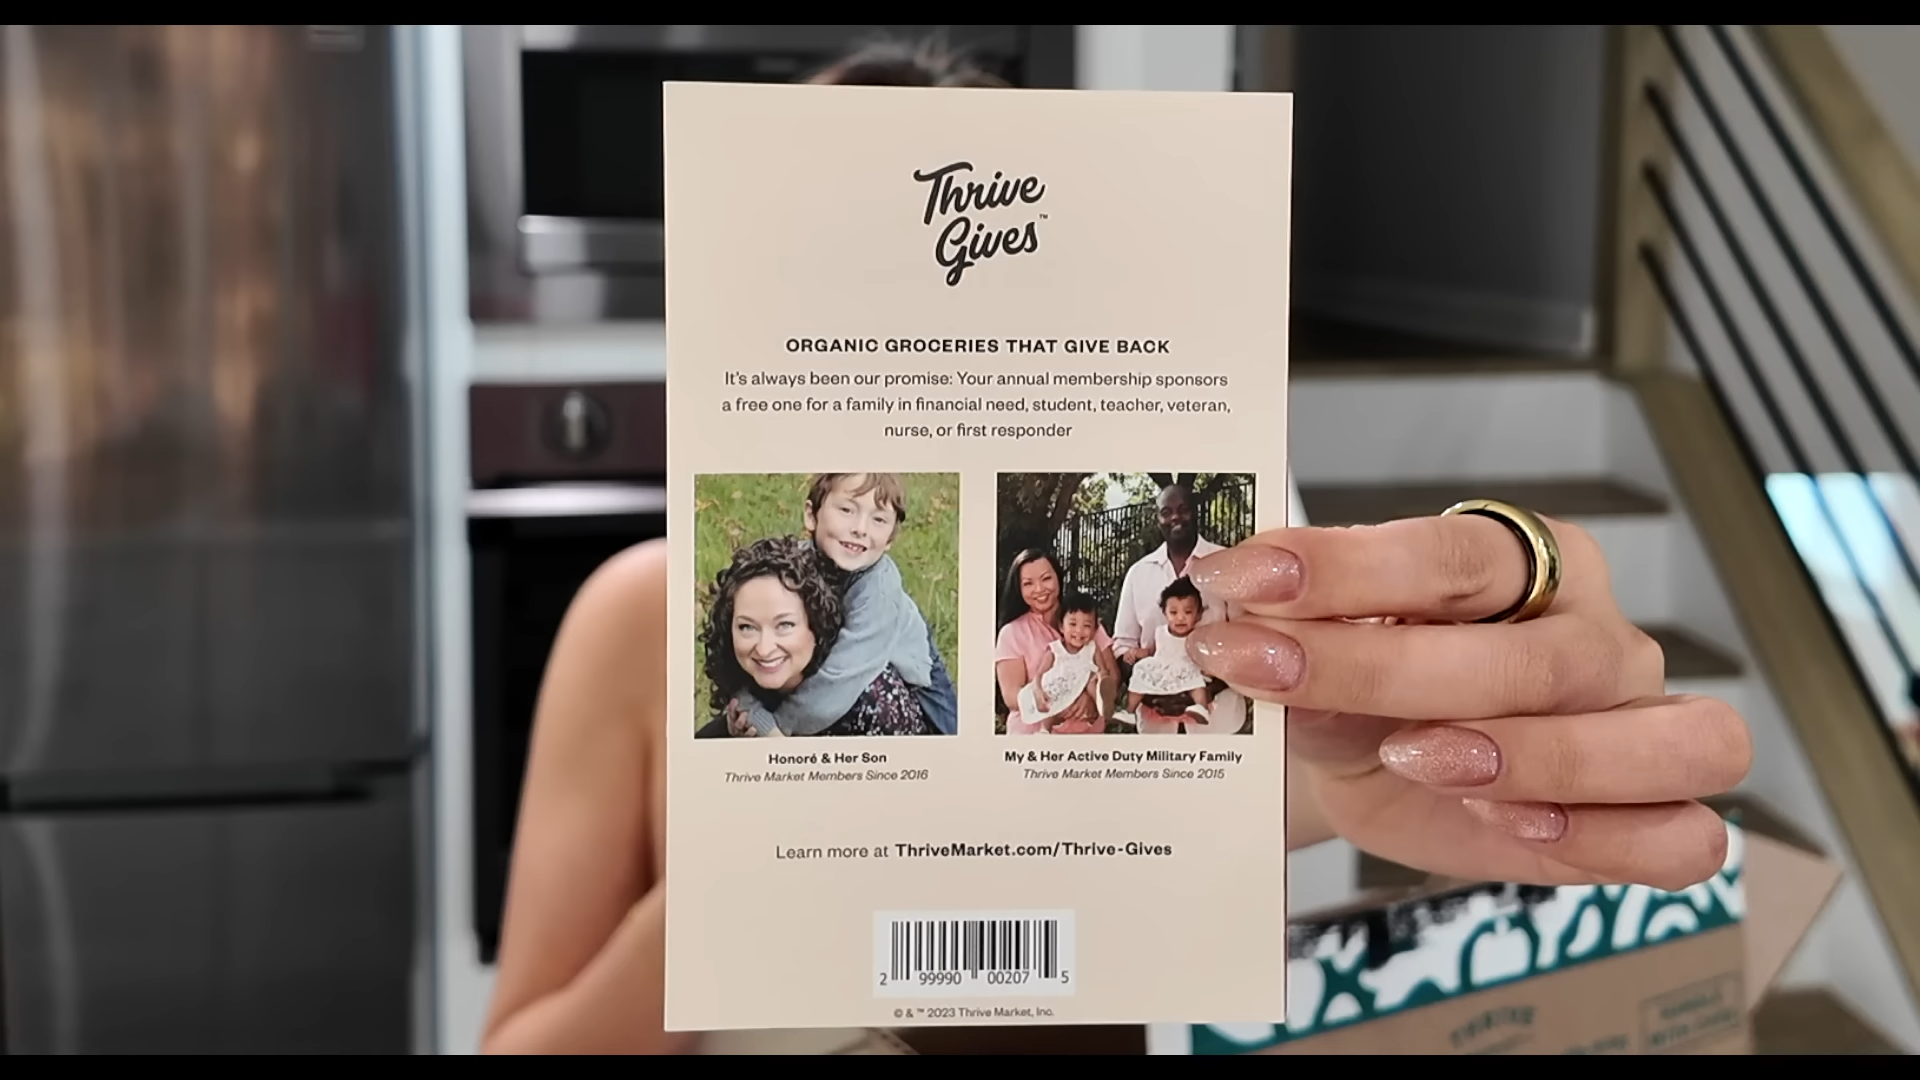 Thrive
Gives™
ORGANIC GROCERIES THAT GIVE BACK
It's always been our promise: Your annual membership sponsors
a free one for a family in financial need, student, teacher, veteran,
nurse, or first responder
Honoré & Her Son
Thrive Market Members Since 2016
My & Her Active Duty Military Family
Thrive Market Members Since 2015
Learn more at ThriveMarket.com/Thrive-Gives
2 99990 00207 5
© & ™ 2023 Thrive Market, Inc.
THRIVE